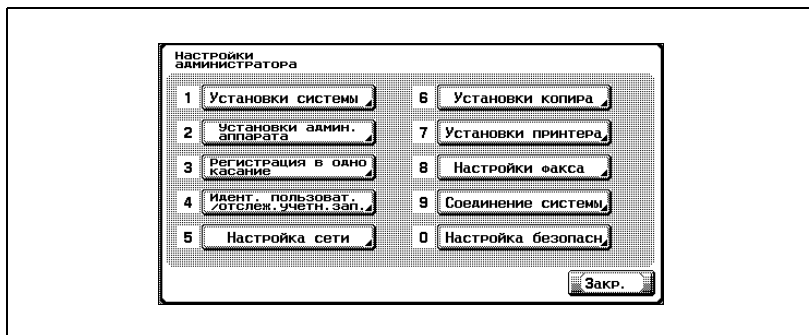 Настройки
администратора
1 Установки системы
2 Установки админ.
аппарата
3 Регистрация в одно
касание
4 Идент. пользоват.
/отслеж.учетн.зап.
5 Настройка сети
6 Установки копира
7 Установки принтера
8 Настройки факса
9 Соединение системы
0 Настройка безопасн
Закр.